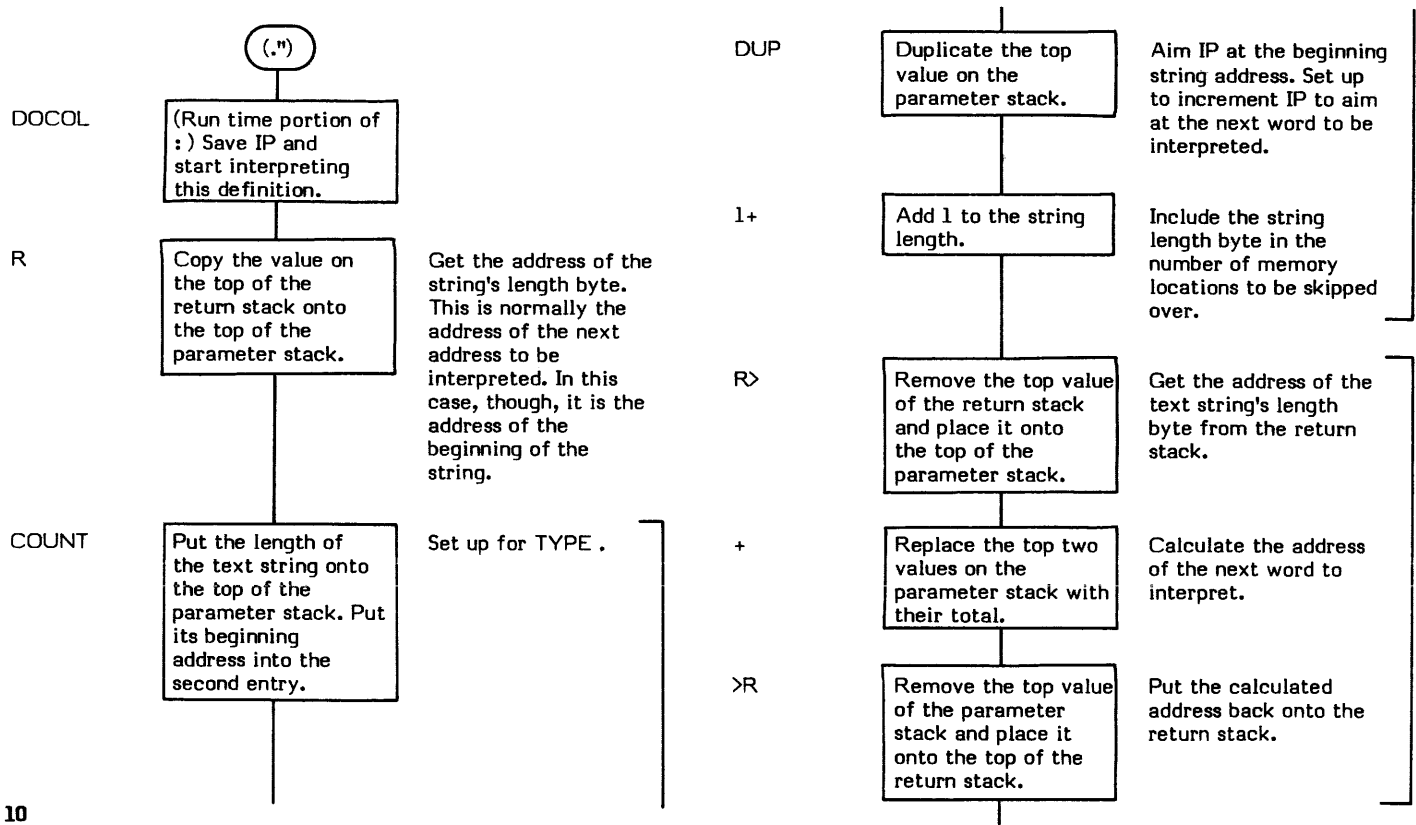 (.")
DOCOL
(Run time portion of
: ) Save IP and
start interpreting
this definition.
R
Copy the value on
the top of the
return stack onto
the top of the
parameter stack.
Get the address of the
string's length byte.
This is normally the
address of the next
address to be
interpreted. In this
case, though, it is the
address of the
beginning of the
string.
COUNT
Put the length of
the text string onto
the top of the
parameter stack. Put
its beginning
address into the
second entry.
Set up for TYPE .
10
DUP
Duplicate the top
value on the
parameter stack.
Aim IP at the beginning
string address. Set up
to increment IP to aim
at the next word to be
interpreted.
1+
Add 1 to the string
length.
Include the string
length byte in the
number of memory
locations to be skipped
over.
R>
Remove the top value
of the return stack
and place it onto
the top of the
parameter stack.
Get the address of the
text string's length
byte from the return
stack.
+
Replace the top two
values on the
parameter stack with
their total.
Calculate the address
of the next word to
interpret.
>R
Remove the top value
of the parameter
stack and place it
onto the top of the
return stack.
Put the calculated
address back onto the
return stack.